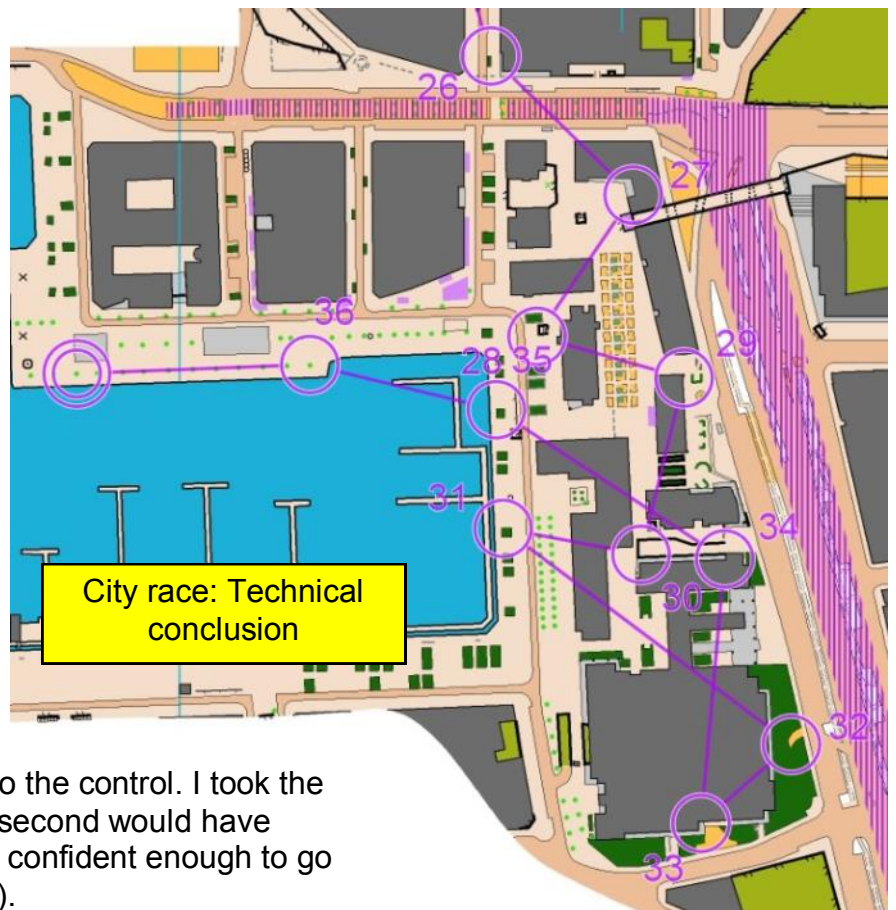 26
27
36
28 35
29
31
34
30
City race: Technical
conclusion
32
o the control. I took the
second would have
33
confident enough to go
).